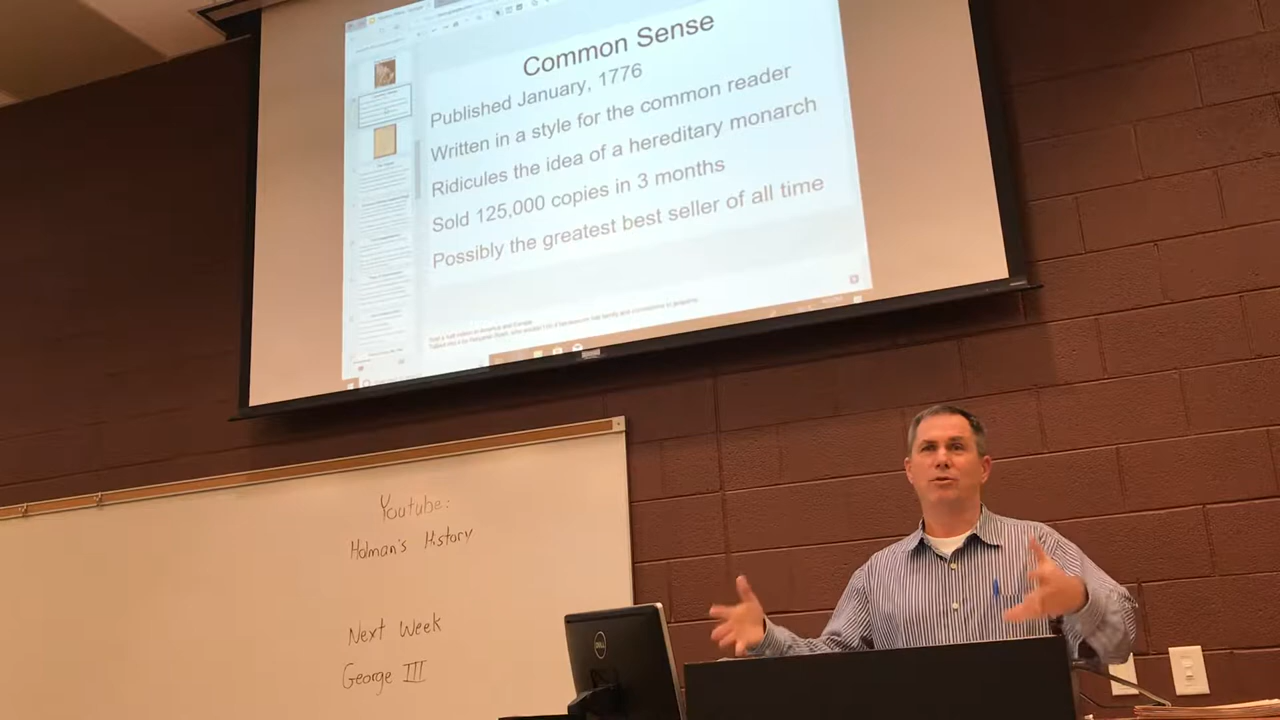 Common Sense
Published January, 1776
Written in a style for the common reader
Ridicules the idea of a hereditary monarch
Sold 125,000 copies in 3 months
Possibly the greatest best seller of all time
Youtube:
Holman's History
Next Week
George III
DELL